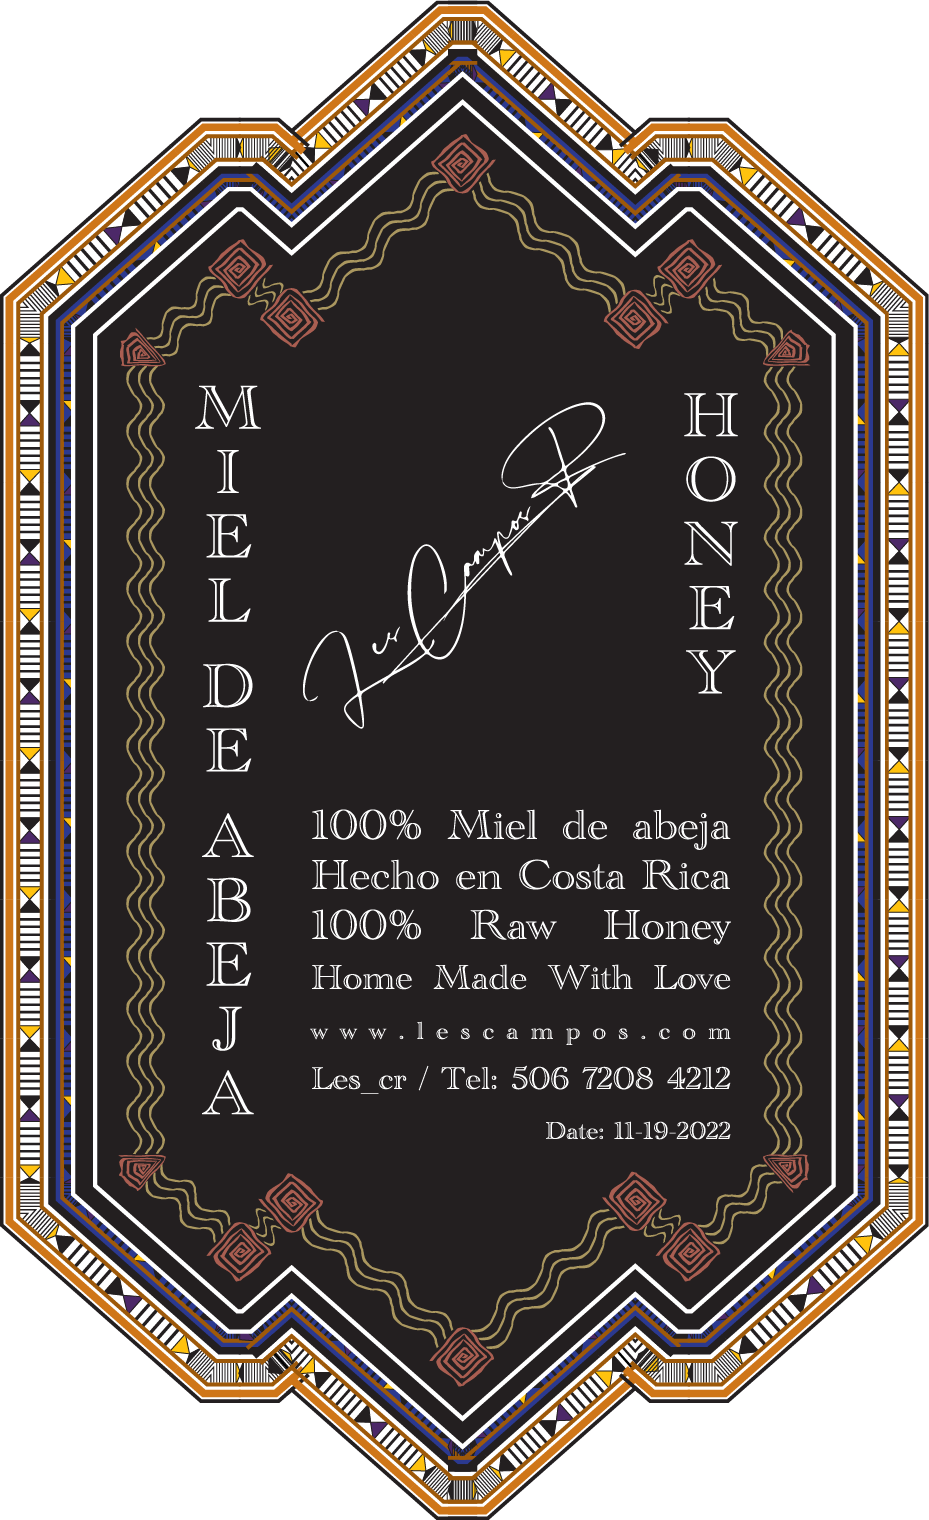 MIEL DE ABEJA
HONEY
Les Campos R
100% Miel de abeja
Hecho en Costa Rica
100% Raw Honey
Home Made With Love
www.lescampos.com
Les_cr / Tel: 506 7208 4212
Date: 11-19-2022